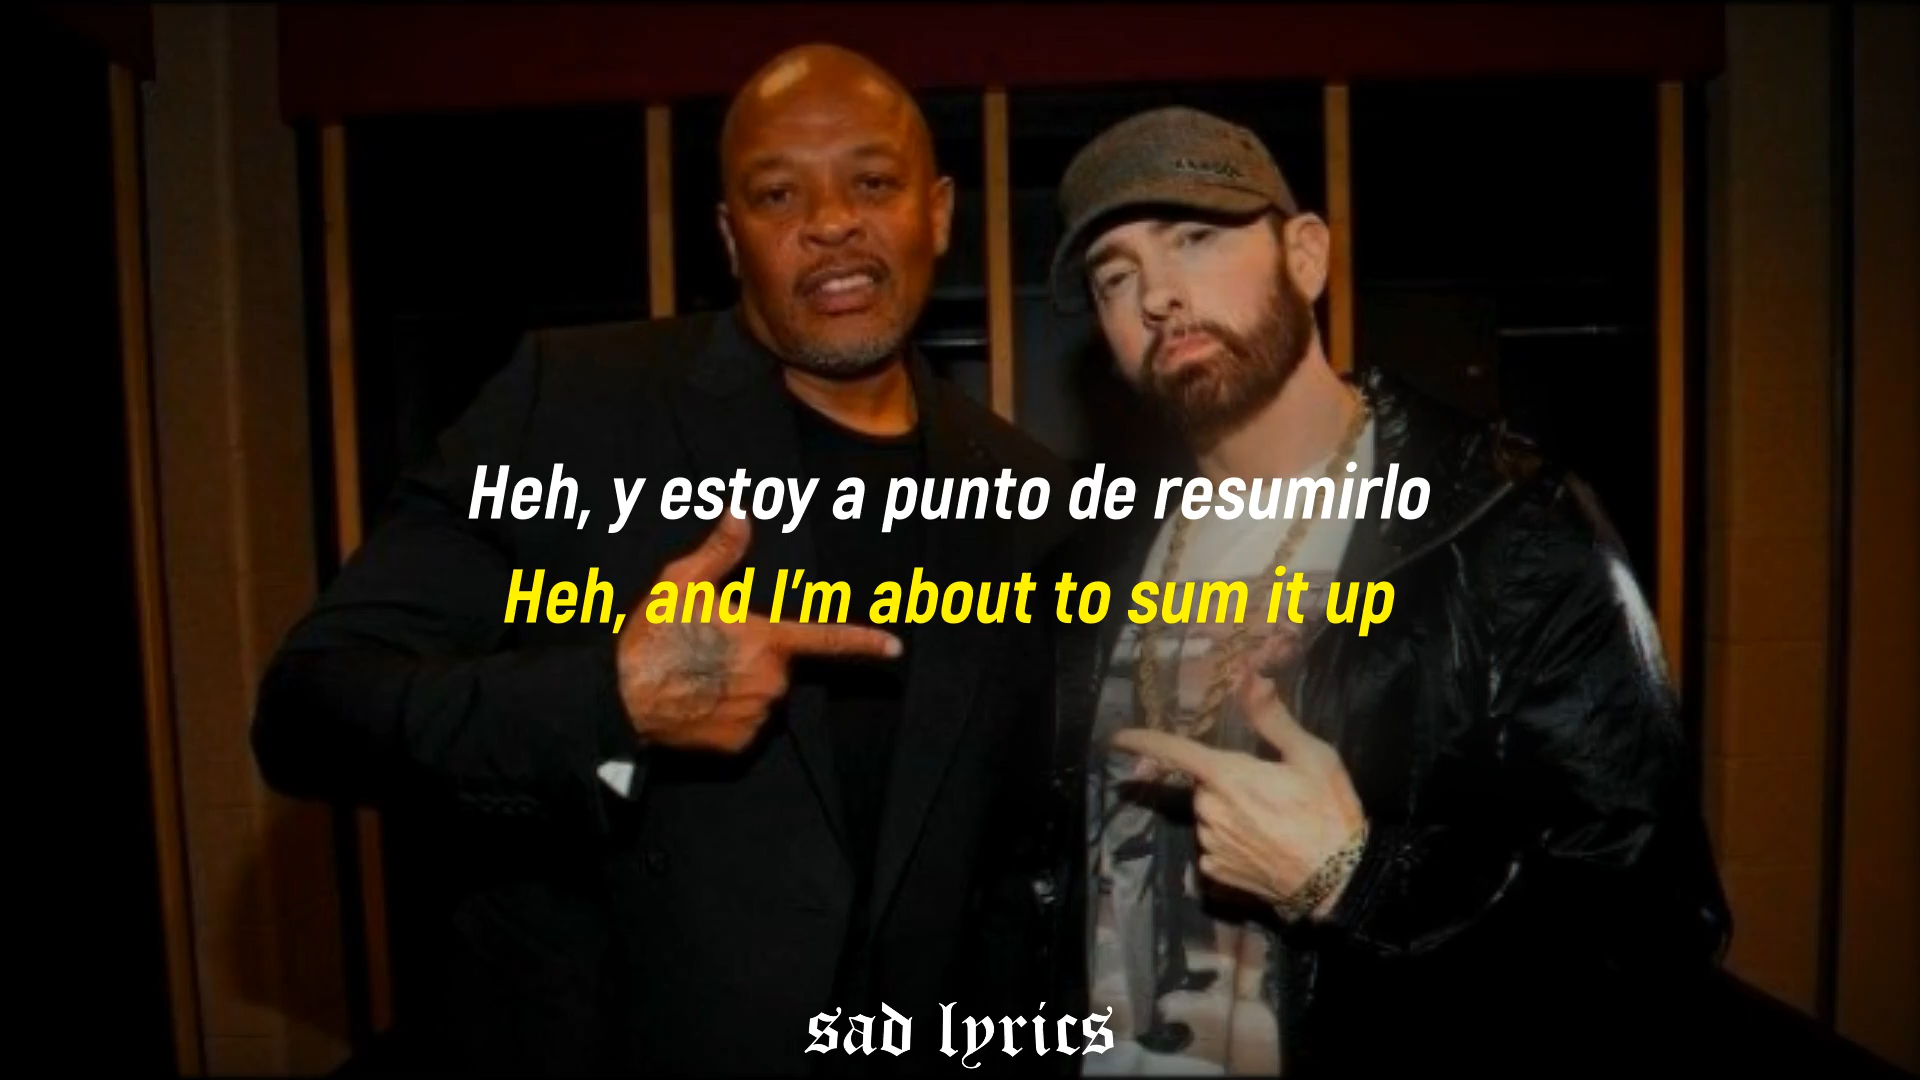 Heh, y estoy a punto de resumirlo
Heh, and I'm about to sum it up
sad lyrics